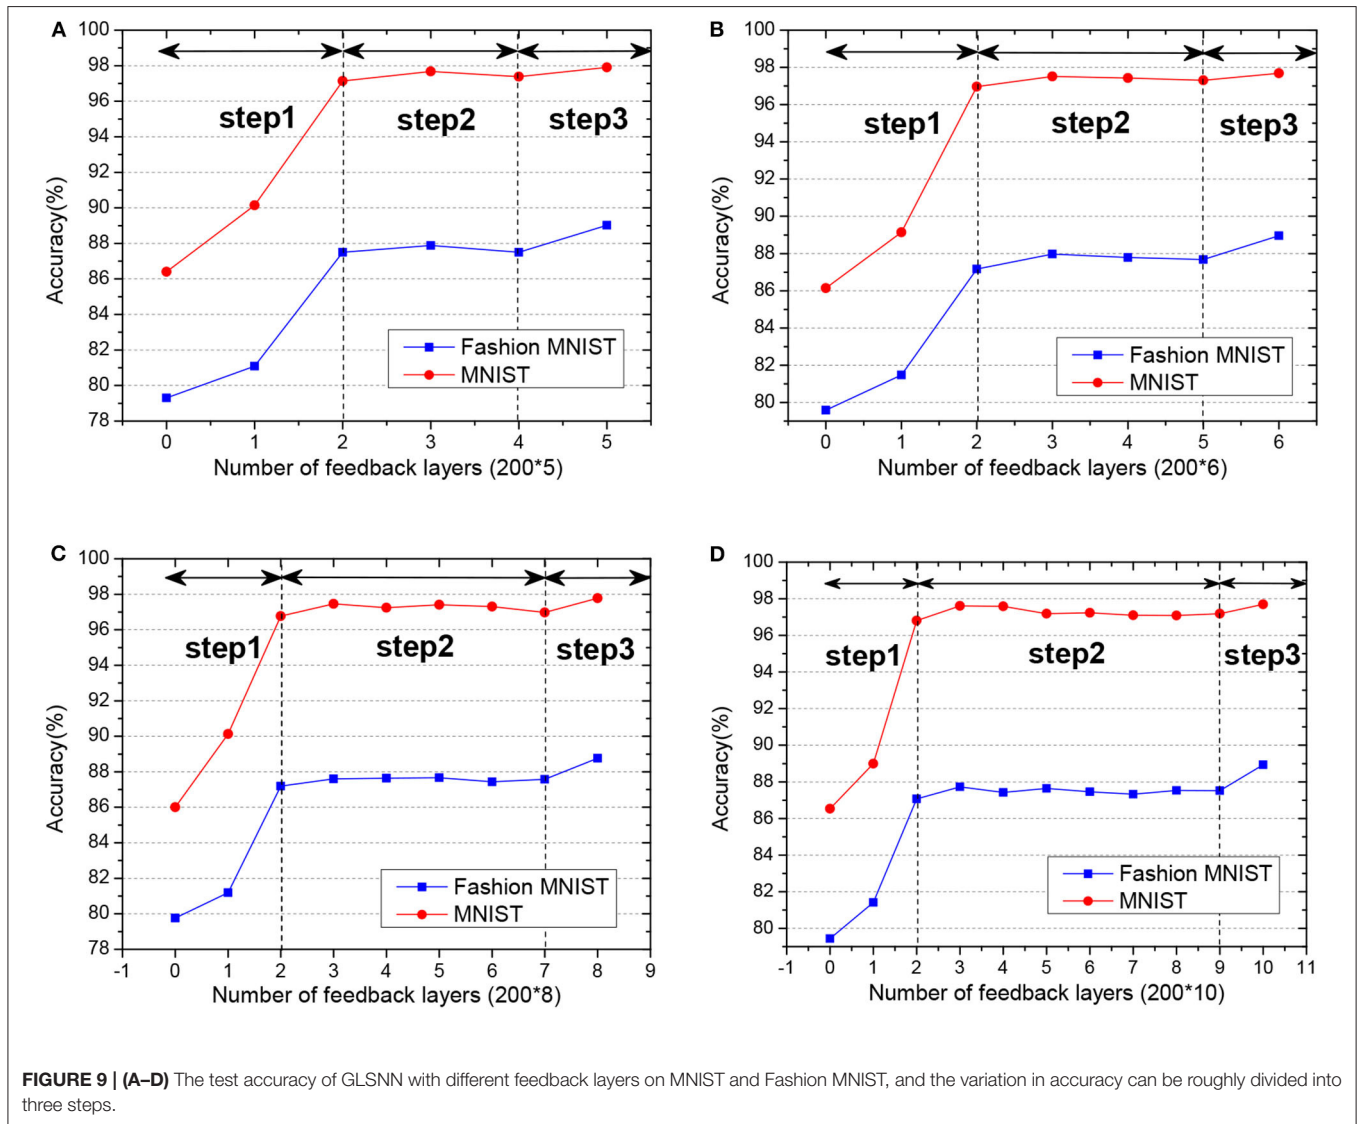 A
100
98
96
94
92
90
88
86
84
82
80
78
Accuracy(%)
step1
step2
step3
Fashion MNIST
MNIST
0 1 2 3 4 5
Number of feedback layers (200*5)
B
100
98
96
94
92
90
88
86
84
82
80
Accuracy(%)
step1
step2
step3
Fashion MNIST
MNIST
0 1 2 3 4 5 6
Number of feedback layers (200*6)
C
100
98
96
94
92
90
88
86
84
82
80
78
Accuracy(%)
step1
step2
step3
Fashion MNIST
MNIST
-1 0 1 2 3 4 5 6 7 8 9
Number of feedback layers (200*8)
D
100
98
96
94
92
90
88
86
84
82
80
Accuracy(%)
step1
step2
step3
Fashion MNIST
MNIST
-1 0 1 2 3 4 5 6 7 8 9 10 11
Number of feedback layers (200*10)
FIGURE 9 | (A–D) The test accuracy of GLSNN with different feedback layers on MNIST and Fashion MNIST, and the variation in accuracy can be roughly divided into
three steps.